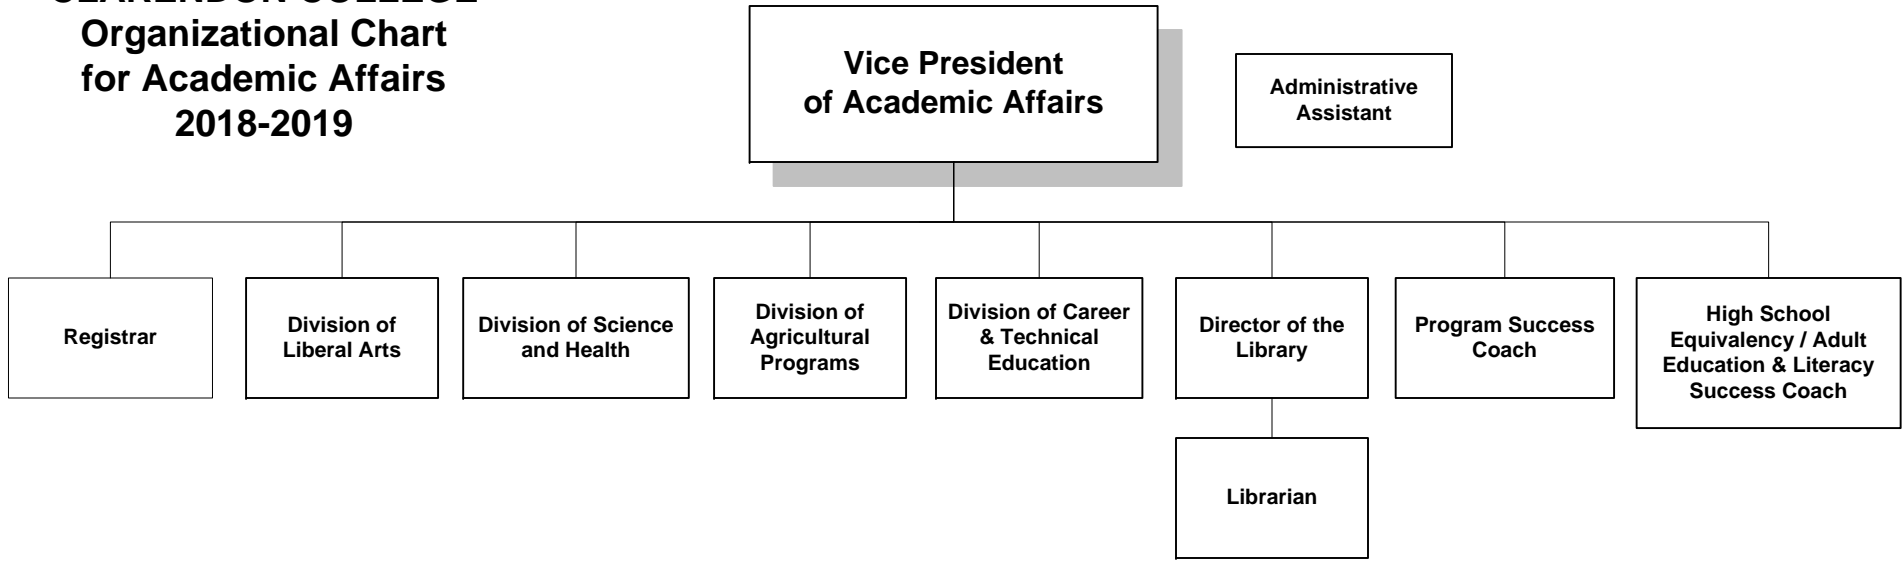 CLARENDON COLLEGE
Organizational Chart
for Academic Affairs
2018-2019
Vice President
of Academic Affairs
Administrative
Assistant
Registrar
Division of
Liberal Arts
Division of Science
and Health
Division of
Agricultural
Programs
Division of Career
& Technical
Education
Director of the
Library
Program Success
Coach
High School
Equivalency / Adult
Education & Literacy
Success Coach
Librarian